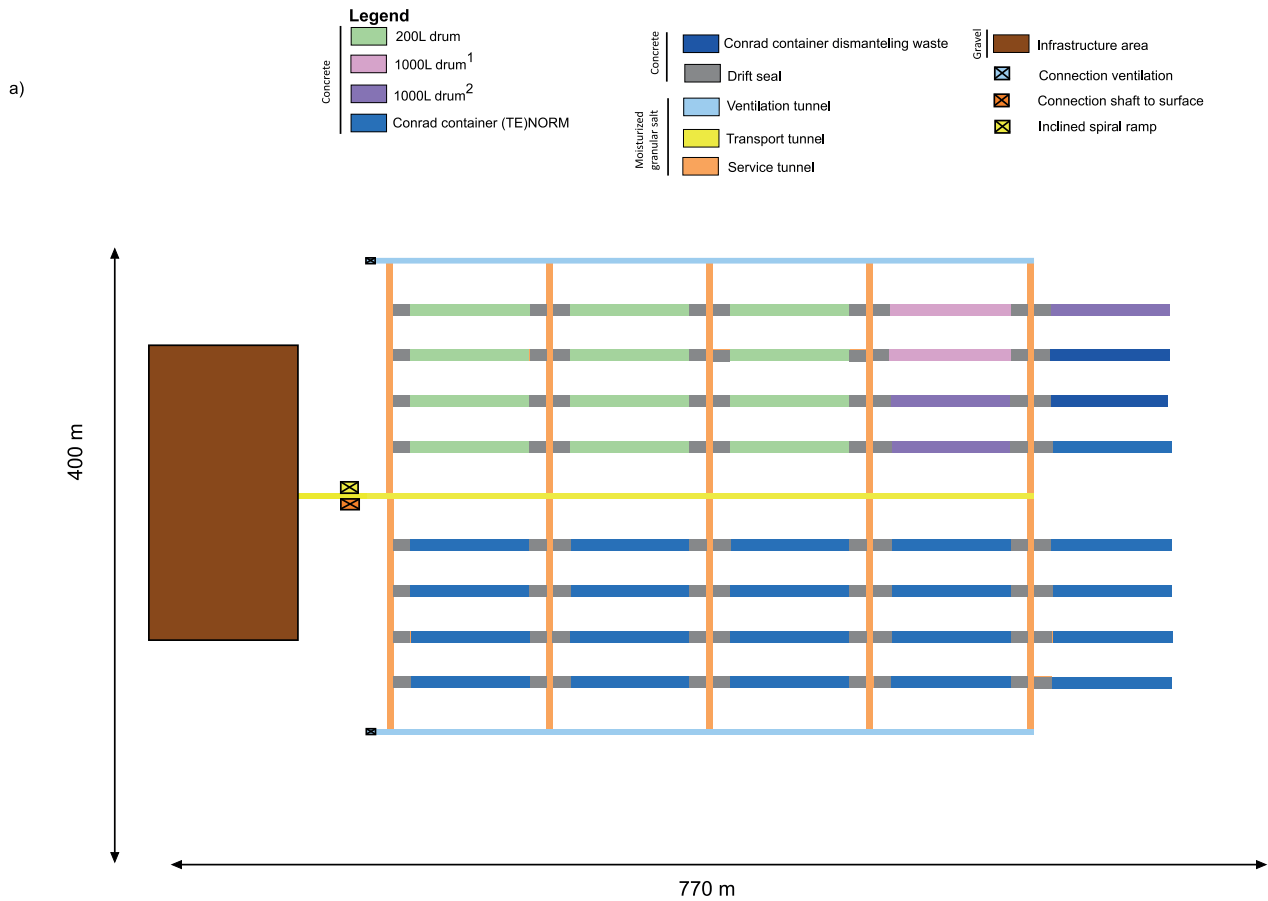 Legend
a)
Concrete
200L drum
1000L drum1
1000L drum2
Conrad container (TE)NORM
Concrete
Conrad container dismanteling waste
Drift seal
Moisturized
granular salt
Ventilation tunnel
Transport tunnel
Service tunnel
Gravel
Infrastructure area
Connection ventilation
Connection shaft to surface
Inclined spiral ramp
400 m
770 m